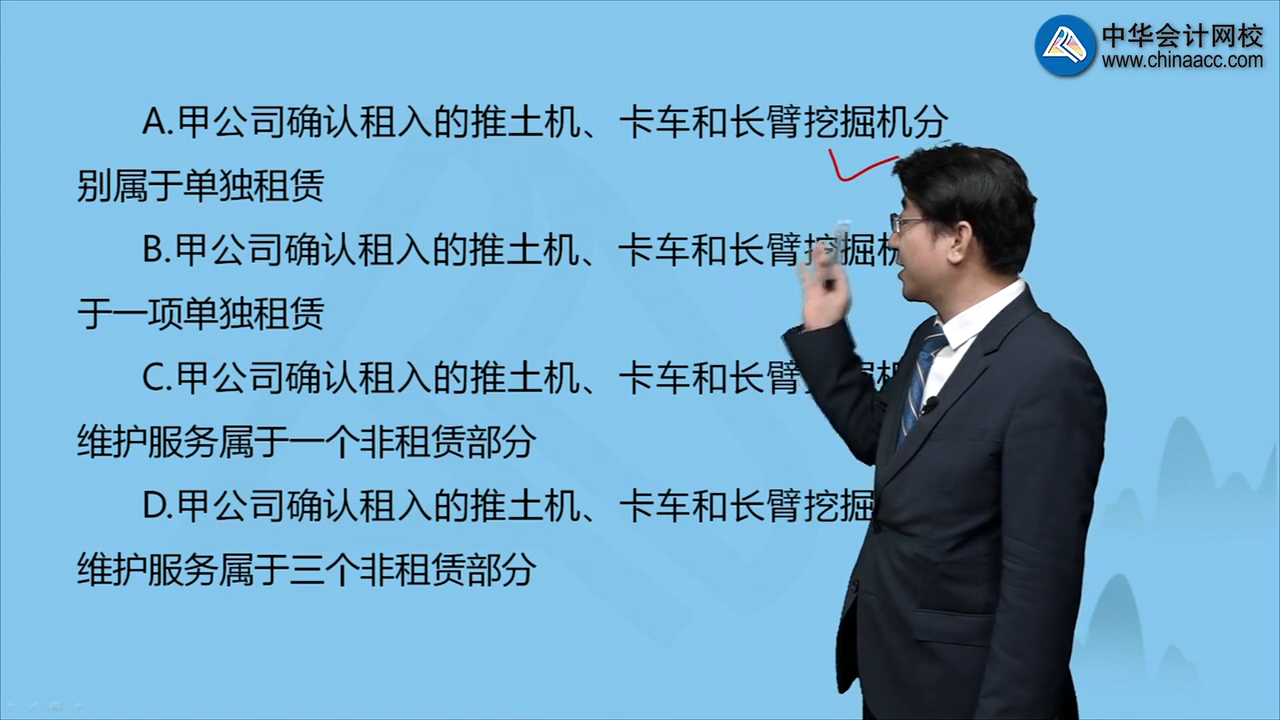 中华会计网校
www.chinaacc.com
A.甲公司确认租入的推土机、卡车和长臂挖掘机分
别属于单独租赁
B.甲公司确认租入的推土机、卡车和长臂挖掘
于一项单独租赁
C.甲公司确认租入的推土机、卡车和长臂
维护服务属于一个非租赁部分
D.甲公司确认租入的推土机、卡车和长臂挖掘
维护服务属于三个非租赁部分